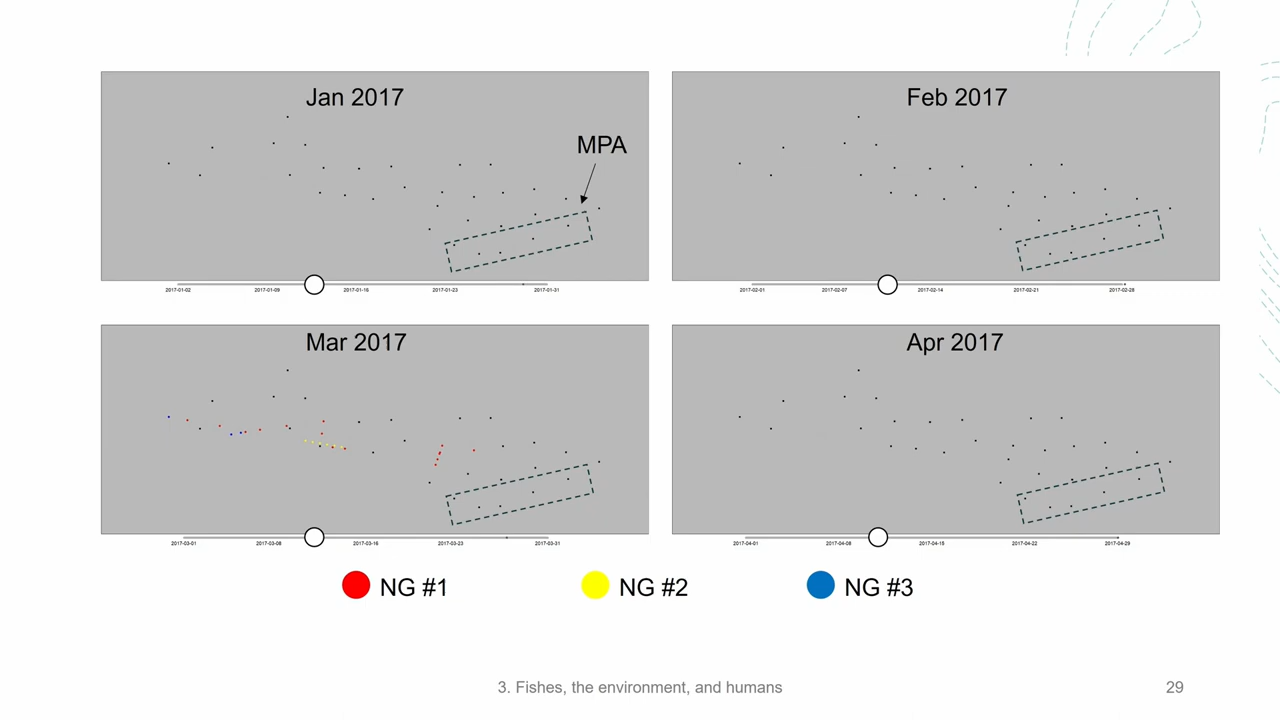 Jan 2017
MPA
2017-01-02 2017-01-09 2017-01-16 2017-01-23 2017-01-31
Feb 2017
2017-02-01 2017-02-07 2017-02-14 2017-02-21 2017-02-28
Mar 2017
2017-03-01 2017-03-08 2017-03-16 2017-03-23 2017-03-31
Apr 2017
2017-04-01 2017-04-08 2017-04-15 2017-04-22 2017-04-29
NG #1 NG #2 NG #3
3. Fishes, the environment, and humans
29